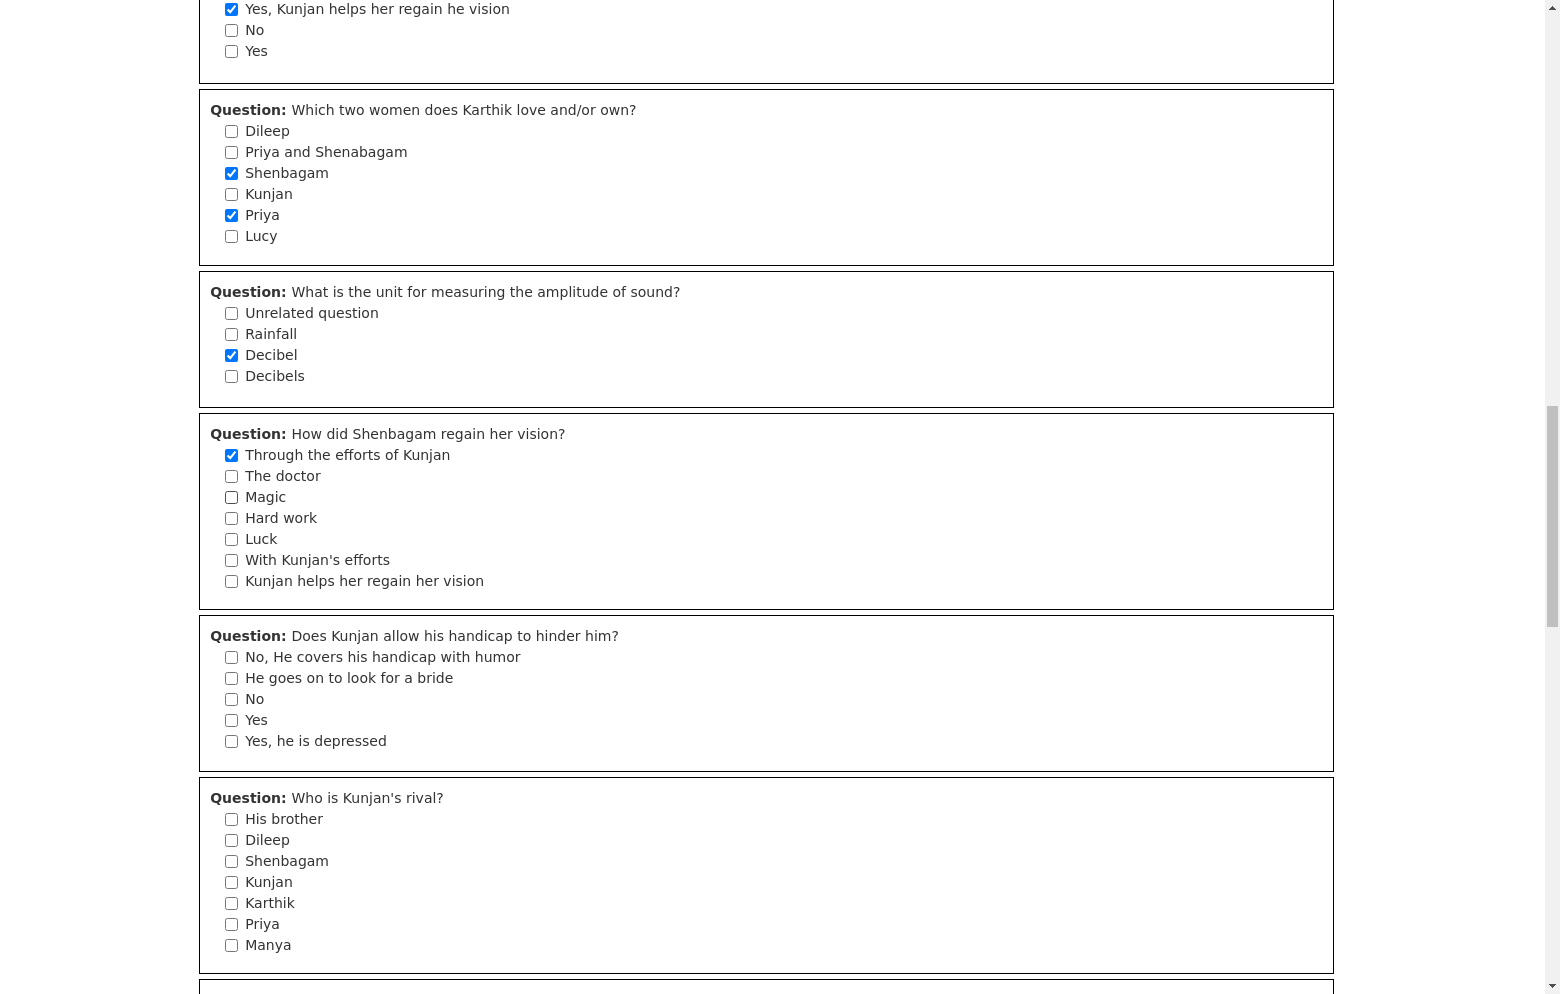 Yes, Kunjan helps her regain he vision
No
Yes
Question: Which two women does Karthik love and/or own?
Dileep
Priya and Shenabagam
Shenbagam
Kunjan
Priya
Lucy
Question: What is the unit for measuring the amplitude of sound?
Unrelated question
Rainfall
Decibel
Decibels
Question: How did Shenbagam regain her vision?
Through the efforts of Kunjan
The doctor
Magic
Hard work
Luck
With Kunjan's efforts
Kunjan helps her regain her vision
Question: Does Kunjan allow his handicap to hinder him?
No, He covers his handicap with humor
He goes on to look for a bride
No
Yes
Yes, he is depressed
Question: Who is Kunjan's rival?
His brother
Dileep
Shenbagam
Kunjan
Karthik
Priya
Manya